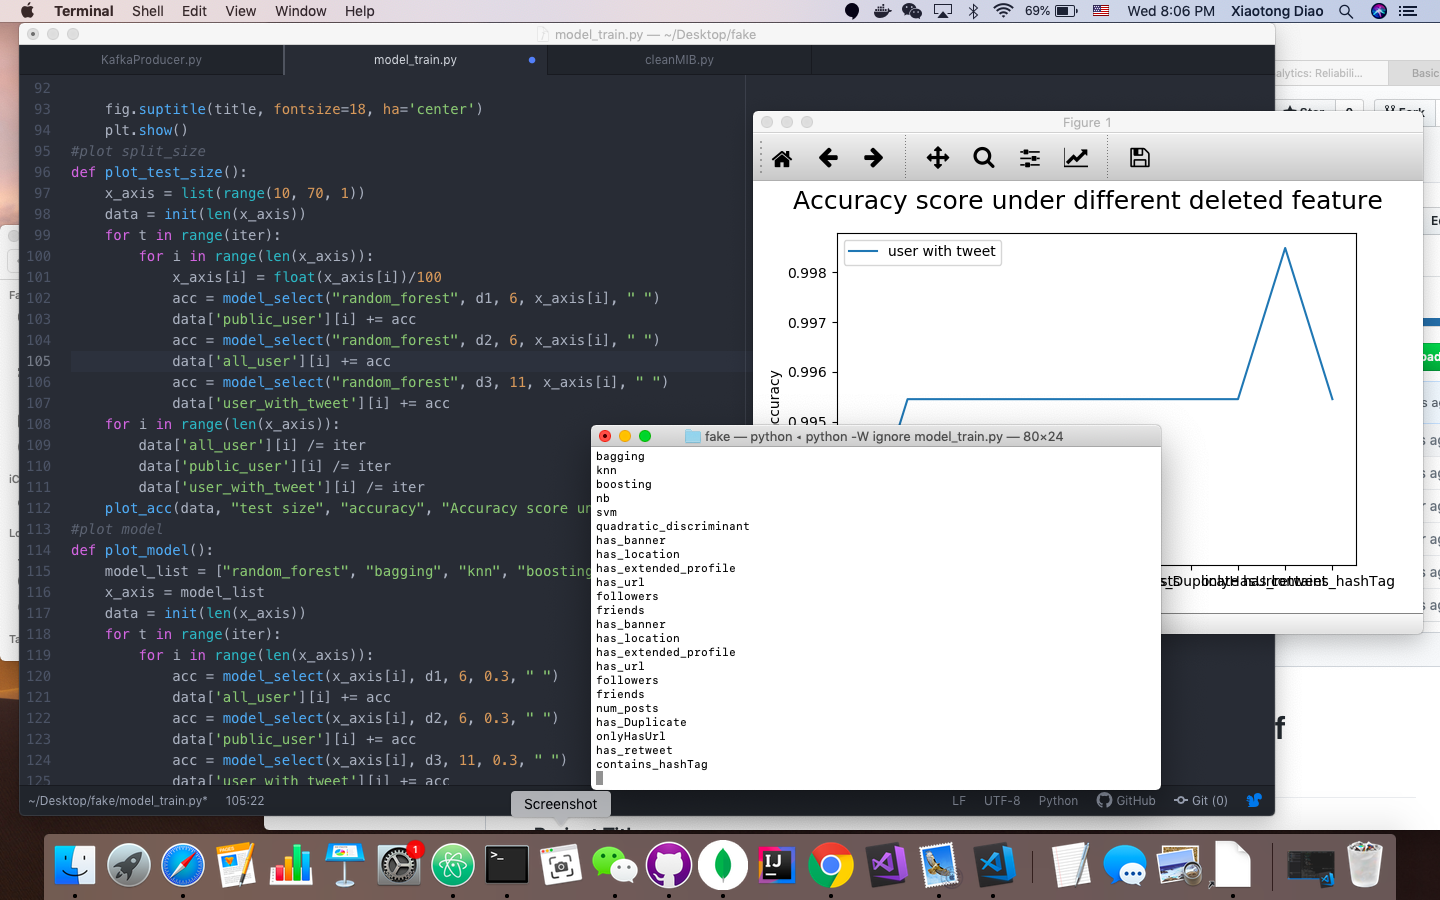 Terminal Shell Edit View Window Help 69% Wed 8:06 PM Xiaotong Diao
model_train.py — ~/Desktop/fake
KafkaProducer.py model_train.py cleanMIB.py
92
93 fig.suptitle(title, fontsize=18, ha='center')
94 plt.show()
95 #plot split_size
96 def plot_test_size():
97 x_axis = list(range(10, 70, 1))
98 data = init(len(x_axis))
99 for t in range(iter):
100 for i in range(len(x_axis)):
101 x_axis[i] = float(x_axis[i])/100
102 acc = model_select("random_forest", d1, 6, x_axis[i], " ")
103 data['public_user'][i] += acc
104 acc = model_select("random_forest", d2, 6, x_axis[i], " ")
105 data['all_user'][i] += acc
106 acc = model_select("random_forest", d3, 11, x_axis[i], " ")
107 data['user_with_tweet'][i] += acc
108 for i in range(len(x_axis)):
109 data['all_user'][i] /= iter
110 data['public_user'][i] /= iter
111 data['user_with_tweet'][i] /= iter
112 plot_acc(data, "test size", "accuracy", "Accuracy score un
113 #plot model
114 def plot_model():
115 model_list = ["random_forest", "bagging", "knn", "boosting
116 x_axis = model_list
117 data = init(len(x_axis))
118 for t in range(iter):
119 for i in range(len(x_axis)):
120 acc = model_select(x_axis[i], d1, 6, 0.3, " ")
121 data['all_user'][i] += acc
122 acc = model_select(x_axis[i], d2, 6, 0.3, " ")
123 data['public_user'][i] += acc
124 acc = model_select(x_axis[i], d3, 11, 0.3, " ")
125 data['user_with_tweet'][i] += acc
~/Desktop/fake/model_train.py* 105:22 LF UTF-8 Python GitHub Git (0)
alytics: Reliabili... Basic
Star Fork
Figure 1
Accuracy score under different deleted feature
user with tweet
0.998
0.997
0.996
0.995
contains_hashTag
fake — python ◂ python -W ignore model_train.py — 80×24
bagging
knn
boosting
nb
svm
quadratic_discriminant
has_banner
has_location
has_extended_profile
has_url
followers
friends
has_banner
has_location
has_extended_profile
has_url
followers
friends
num_posts
has_Duplicate
onlyHasUrl
has_retweet
contains_hashTag
Screenshot
1